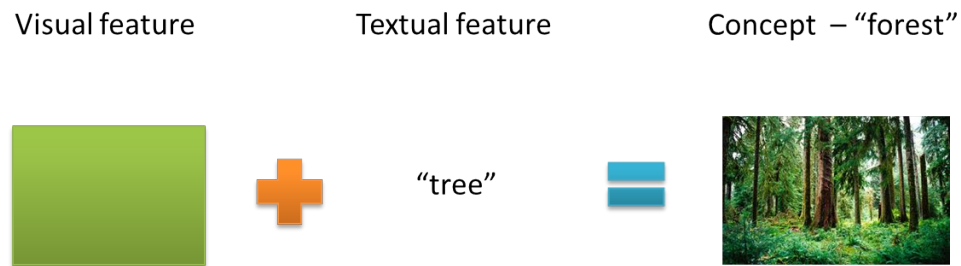 Visual feature
Textual feature
Concept – “forest”
“tree”